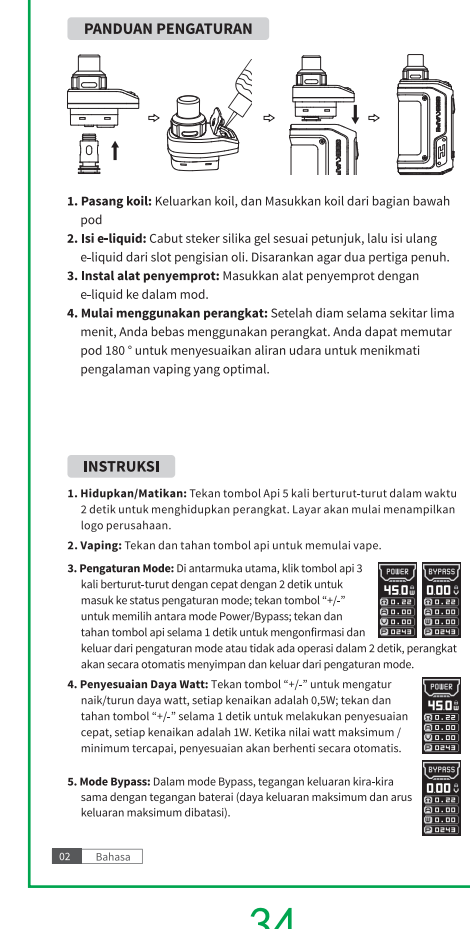 PANDUAN PENGATURAN
1. Pasang koil: Keluarkan koil, dan Masukkan koil dari bagian bawah
pod
2. Isi e-liquid: Cabut steker silika gel sesuai petunjuk, lalu isi ulang
e-liquid dari slot pengisian oli. Disarankan agar dua pertiga penuh.
3. Instal alat penyemprot: Masukkan alat penyemprot dengan
e-liquid ke dalam mod.
4. Mulai menggunakan perangkat: Setelah diam selama sekitar lima
menit, Anda bebas menggunakan perangkat. Anda dapat memutar
pod 180 ° untuk menyesuaikan aliran udara untuk menikmati
pengalaman vaping yang optimal.
INSTRUKSI
1. Hidupkan/Matikan: Tekan tombol Api 5 kali berturut-turut dalam waktu
2 detik untuk menghidupkan perangkat. Layar akan mulai menampilkan
logo perusahaan.
2. Vaping: Tekan dan tahan tombol api untuk memulai vape.
3. Pengaturan Mode: Di antarmuka utama, klik tombol api 3
kali berturut-turut dengan cepat dengan 2 detik untuk
masuk ke status pengaturan mode; tekan tombol “+/-”
untuk memilih antara mode Power/Bypass; tekan dan
tahan tombol api selama 1 detik untuk mengonfirmasi dan
keluar dari pengaturan mode atau tidak ada operasi dalam 2 detik, perangkat
akan secara otomatis menyimpan dan keluar dari pengaturan mode.
POWER
45.0 W
0.22
0.00
0.00
0243
BYPASS
0.00 V
0.22
0.00
0.00
0243
4. Penyesuaian Daya Watt: Tekan tombol “+/-” untuk mengatur
naik/turun daya watt, setiap kenaikan adalah 0,5W; tekan dan
tahan tombol “+/-” selama 1 detik untuk melakukan penyesuaian
cepat, setiap kenaikan adalah 1W. Ketika nilai watt maksimum /
minimum tercapai, penyesuaian akan berhenti secara otomatis.
POWER
45.0 W
0.22
0.00
0.00
0243
5. Mode Bypass: Dalam mode Bypass, tegangan keluaran kira-kira
sama dengan tegangan baterai (daya keluaran maksimum dan arus
keluaran maksimum dibatasi).
BYPASS
0.00 V
0.22
0.00
0.00
0243
02 Bahasa
34